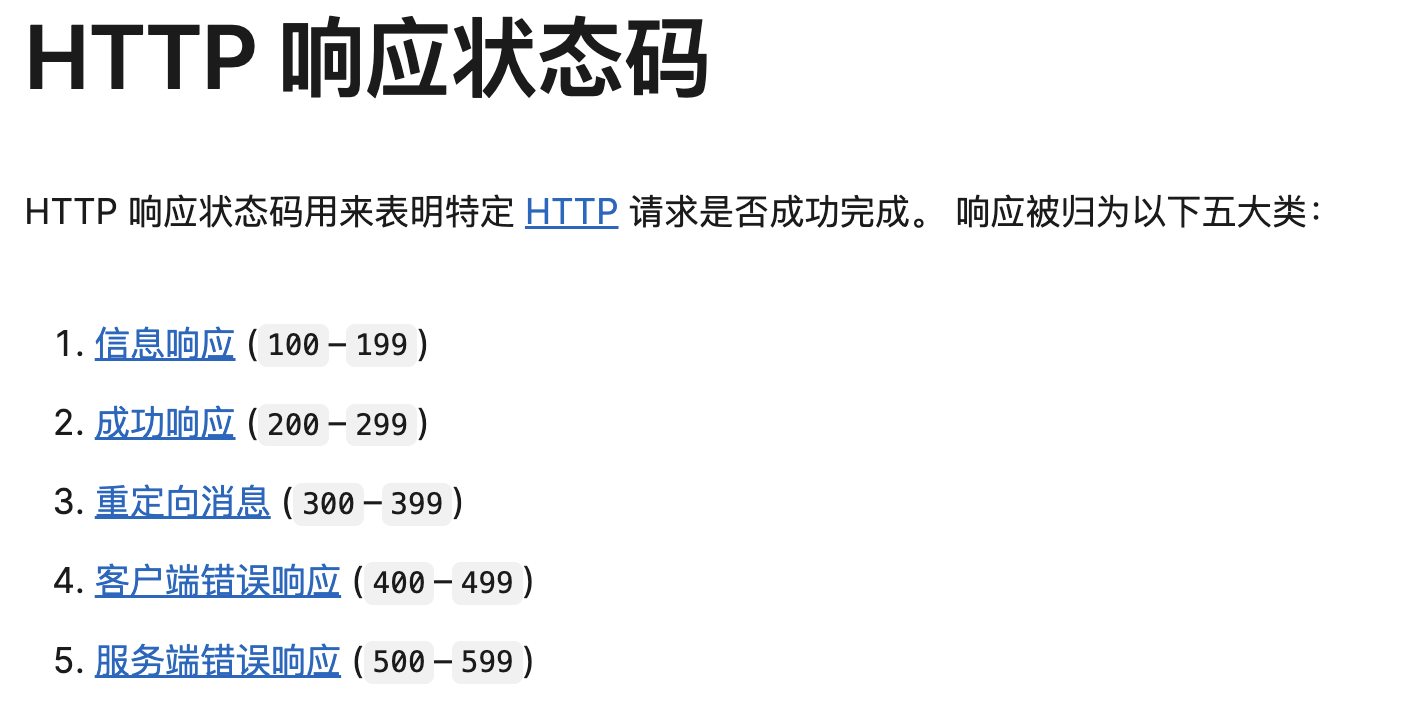 HTTP 响应状态码
HTTP 响应状态码用来表明特定 HTTP 请求是否成功完成。 响应被归为以下五大类：
1. 信息响应 (100–199)
2. 成功响应 (200–299)
3. 重定向消息 (300–399)
4. 客户端错误响应 (400–499)
5. 服务端错误响应 (500–599)